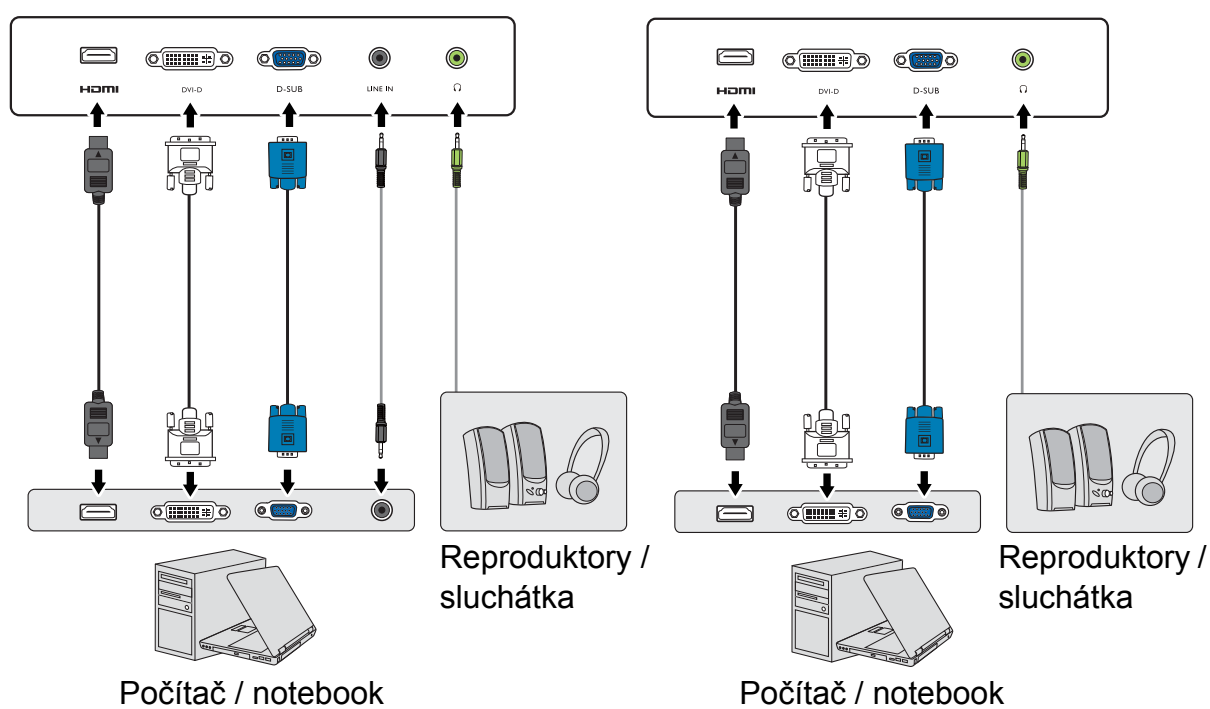 HDMI DVI-D D-SUB LINE IN
HDMI DVI-D D-SUB
Reproduktory /
sluchátka
Reproduktory /
sluchátka
Počítač / notebook
Počítač / notebook